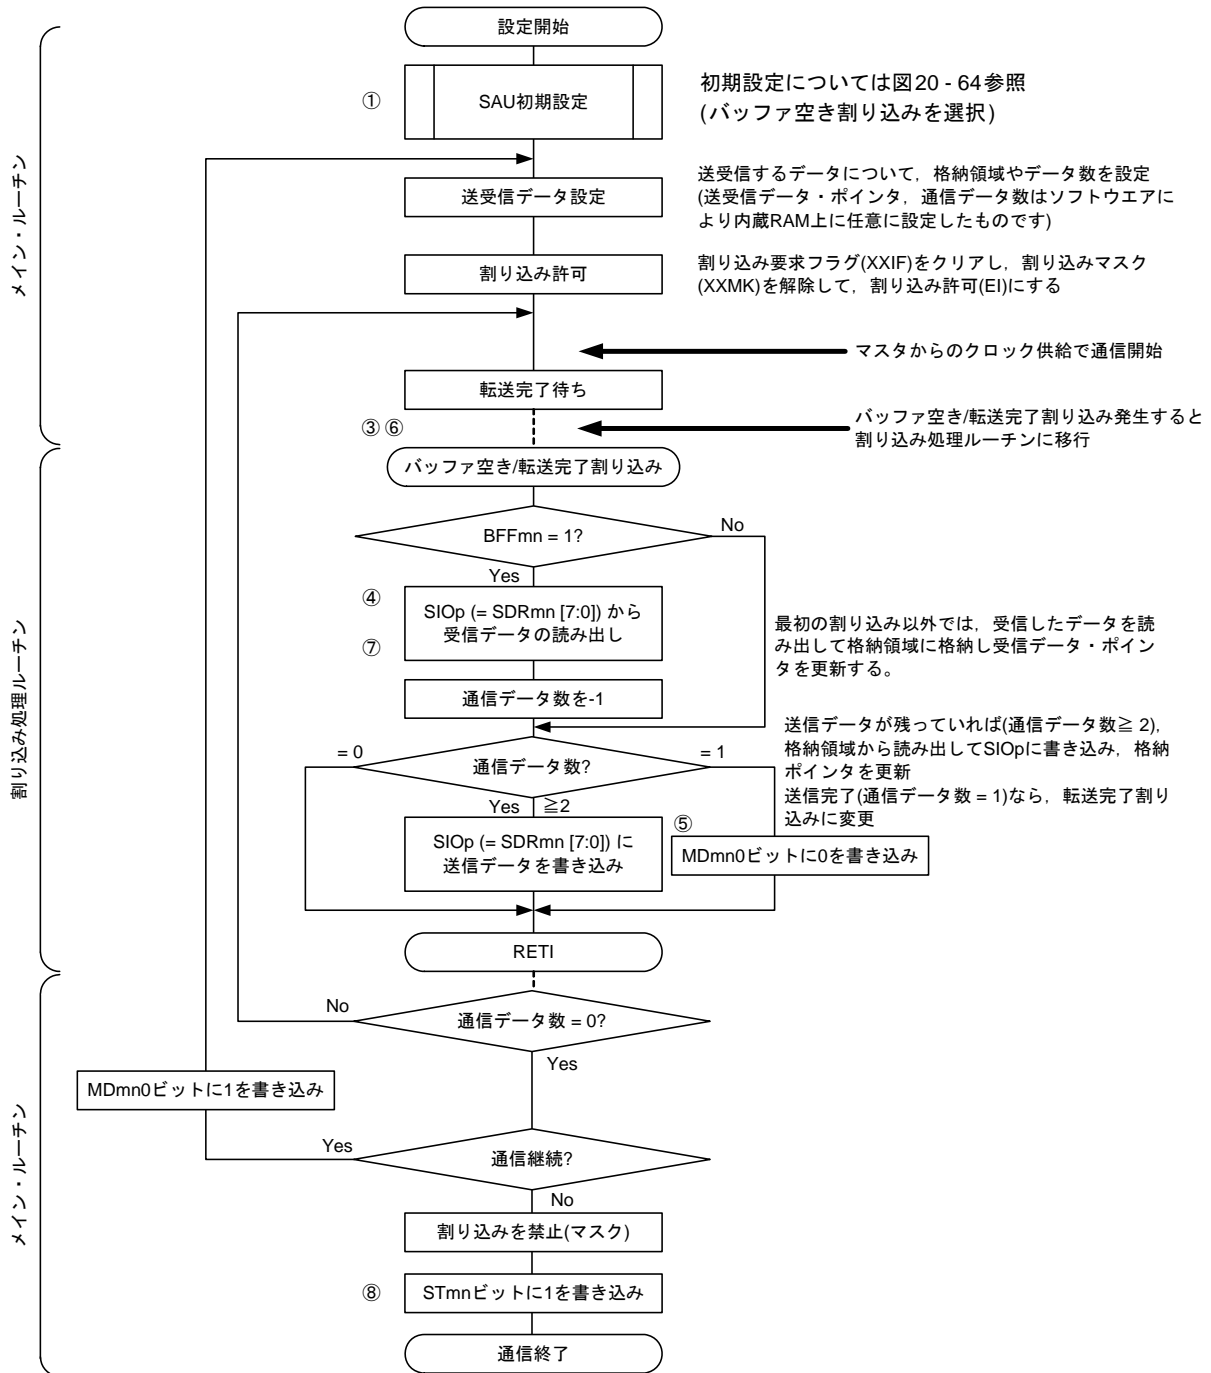 設定開始
①
SAU初期設定
初期設定については図20 - 64参照
(バッファ空き割り込みを選択)
メイン・ルーチン
送受信データ設定
送受信するデータについて，格納領域やデータ数を設定
(送受信データ・ポインタ，通信データ数はソフトウエアに
より内蔵RAM上に任意に設定したものです)
割り込み許可
割り込み要求フラグ(XXIF)をクリアし，割り込みマスク
(XXMK)を解除して，割り込み許可(EI)にする
マスタからのクロック供給で通信開始
転送完了待ち
③ ⑥
バッファ空き/転送完了割り込み発生すると
割り込み処理ルーチンに移行
バッファ空き/転送完了割り込み
割り込み処理ルーチン
BFFmn = 1?
No
Yes
④
SIOp (= SDRmn [7:0]) から
受信データの読み出し
⑦
最初の割り込み以外では，受信したデータを読
み出して格納領域に格納し受信データ・ポイン
タを更新する。
通信データ数を-1
= 0
通信データ数?
= 1
送信データが残っていれば(通信データ数≧ 2),
格納領域から読み出してSIOpに書き込み，格納
ポインタを更新
送信完了(通信データ数 = 1)なら，転送完了割り
込みに変更
Yes ≧2
SIOp (= SDRmn [7:0]) に
送信データを書き込み
⑤
MDmn0ビットに0を書き込み
RETI
メイン・ルーチン
No
通信データ数 = 0?
Yes
MDmn0ビットに1を書き込み
Yes
通信継続?
No
割り込みを禁止(マスク)
⑧
STmnビットに1を書き込み
通信終了